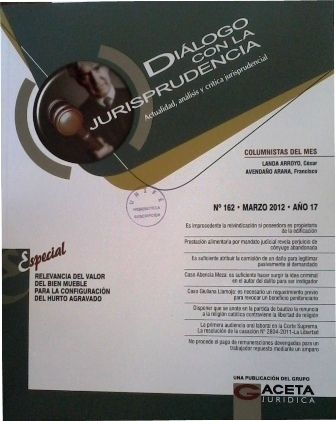 DIÁLOGO
CON LA
JURISPRUDENCIA
Actualidad, análisis y crítica jurisprudencial
COLUMNISTAS DEL MES
LANDA ARROYO, César
AVENDAÑO ARANA, Francisco
HEMEROTECA
SUSCRIPCION
Nº 162 • MARZO 2012 • AÑO 17
Es improcedente la reivindicación si poseedora es propietaria
de la edificación
Prestación alimentaria por mandato judicial revela perjuicio de
cónyuge abandonada
Es suficiente atribuir la comisión de un daño para legitimar
pasivamente al demandado
Caso Abencia Meza: es suficiente hacer surgir la idea criminal
en el autor del delito para ser instigador
Caso Giuliana Llamoja: es necesario un requerimiento previo
para revocar un beneficio penitenciario
Disponer que se anote en la partida de bautizo la renuncia
a la religión católica contraviene la libertad de religión
La primera audiencia oral laboral en la Corte Suprema.
La resolución de la casación Nº 2804-2011-La Libertad
No procede el pago de remuneraciones devengadas para un
trabajador repuesto mediante un amparo
Especial
RELEVANCIA DEL VALOR
DEL BIEN MUEBLE
PARA LA CONFIGURACIÓN
DEL HURTO AGRAVADO
UNA PUBLICACIÓN DEL GRUPO
GACETA
JURIDICA